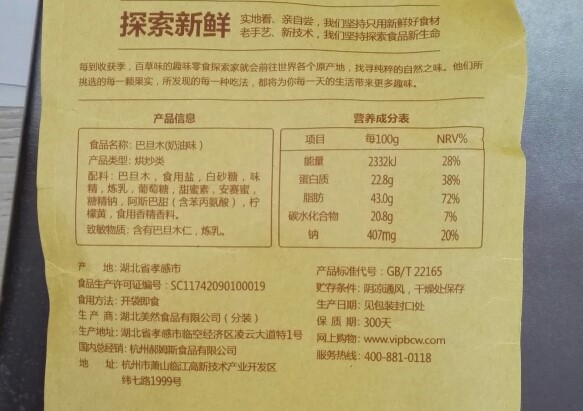 探索新鲜
实地看、亲自尝，我们坚持只用新鲜好食材
老手艺、新技术，我们坚持探索食品新生命
每到收获季，百草味的趣味零食探索家就会前往世界各个原产地，找寻纯粹的自然之味。他们所
挑选的每一颗果实，所发现的每一种吃法，都将为你每一天的生活带来更多趣味。
产品信息
食品名称：巴旦木(奶油味)
产品类型：烘炒类
配料：巴旦木，食用盐，白砂糖，味
精，炼乳，葡萄糖，甜蜜素，安赛蜜，
糖精钠，阿斯巴甜（含苯丙氨酸），柠
檬黄，食用香精香料。
致敏物质：含有巴旦木仁，炼乳。
营养成分表
项目 每100g NRV%
能量 2332kJ 28%
蛋白质 22.8g 38%
脂肪 43.0g 72%
碳水化合物 20.8g 7%
钠 407mg 20%
产 地：湖北省孝感市
食品生产许可证编号：SC11742090100019
食用方法：开袋即食
生 产 商：湖北美然食品有限公司（分装）
生产地址：湖北省孝感市临空经济区凌云大道特1号
国内总经销：杭州郝姆斯食品有限公司
地 址：杭州市萧山临江高新技术产业开发区
纬七路1999号
产品标准代号：GB/T 22165
贮存条件：阴凉通风，干燥处保存
生产日期：见包装封口处
保 质 期：300天
网上购物：www.vipbcw.com
服务热线：400-881-0118